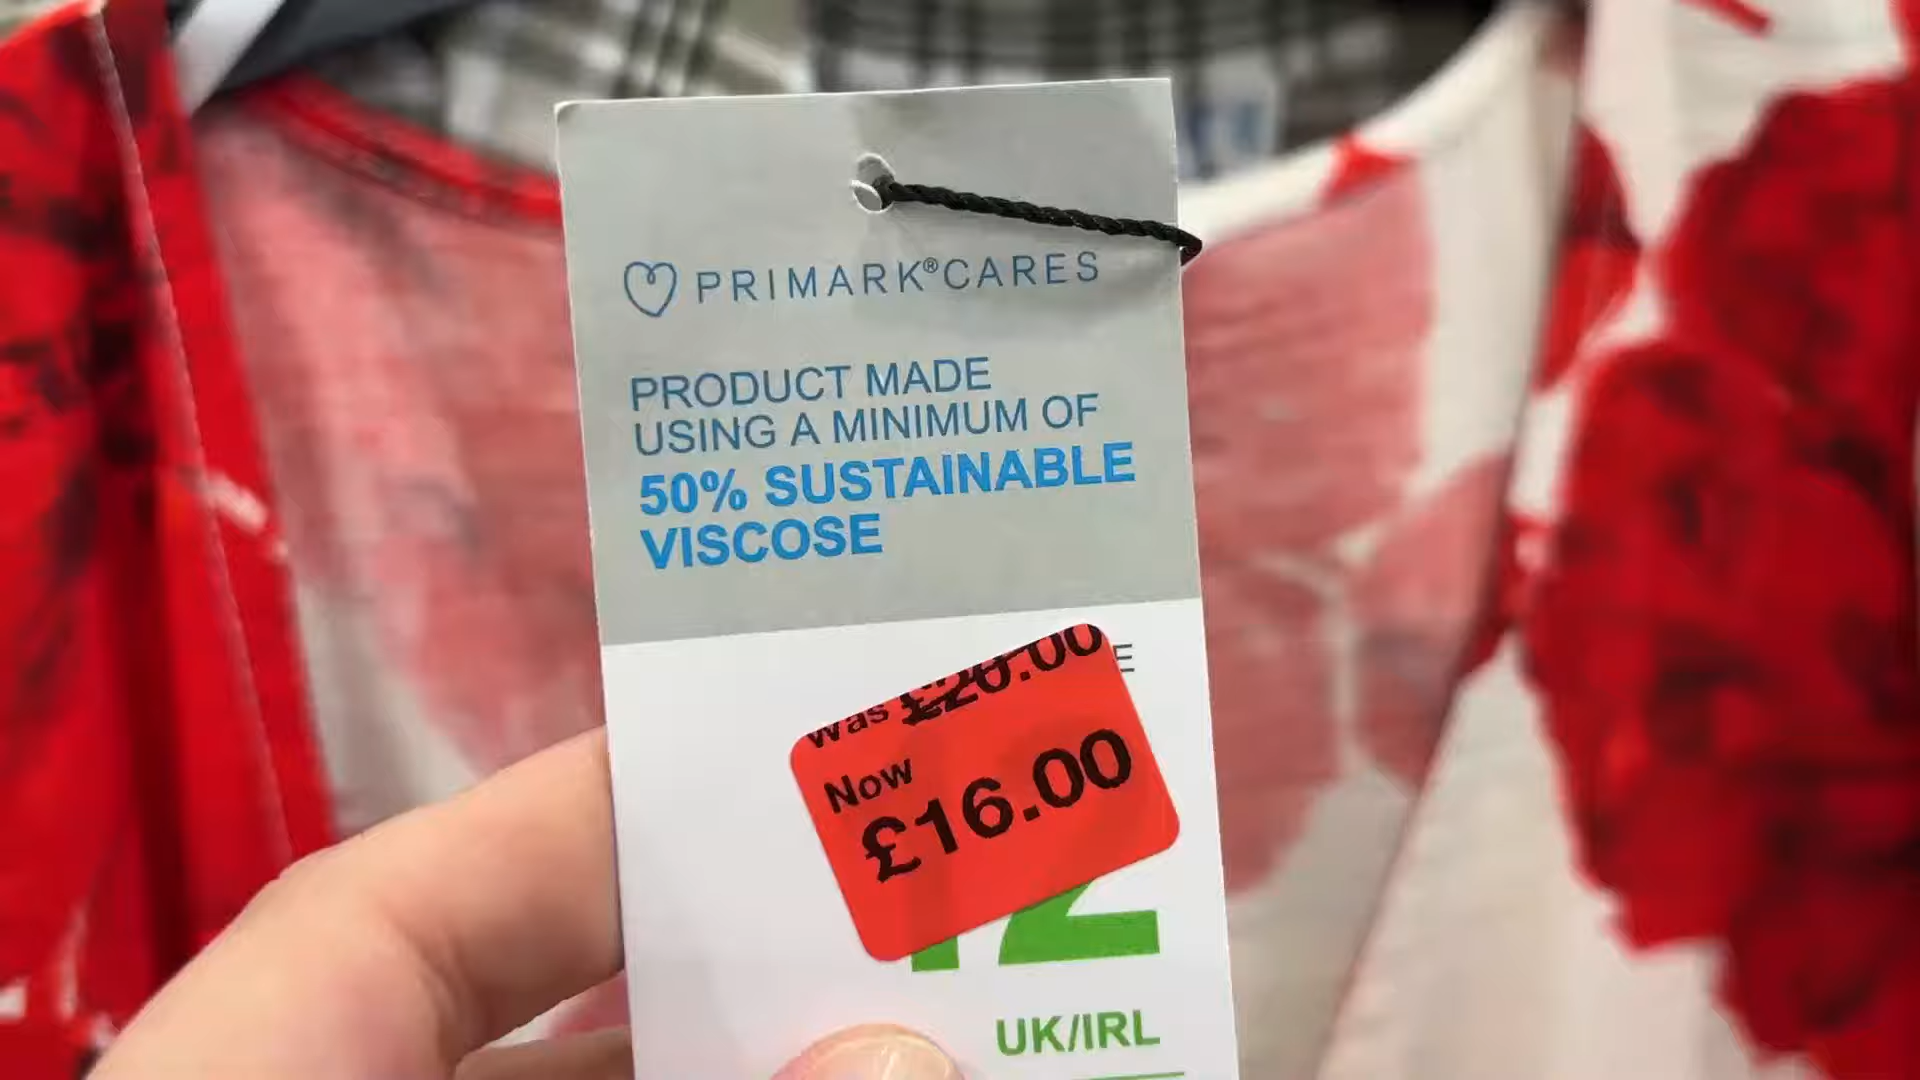 PRIMARK®CARES
PRODUCT MADE
USING A MINIMUM OF
50% SUSTAINABLE
VISCOSE
E
Was £20.00
Now
£16.00
12
UK/IRL